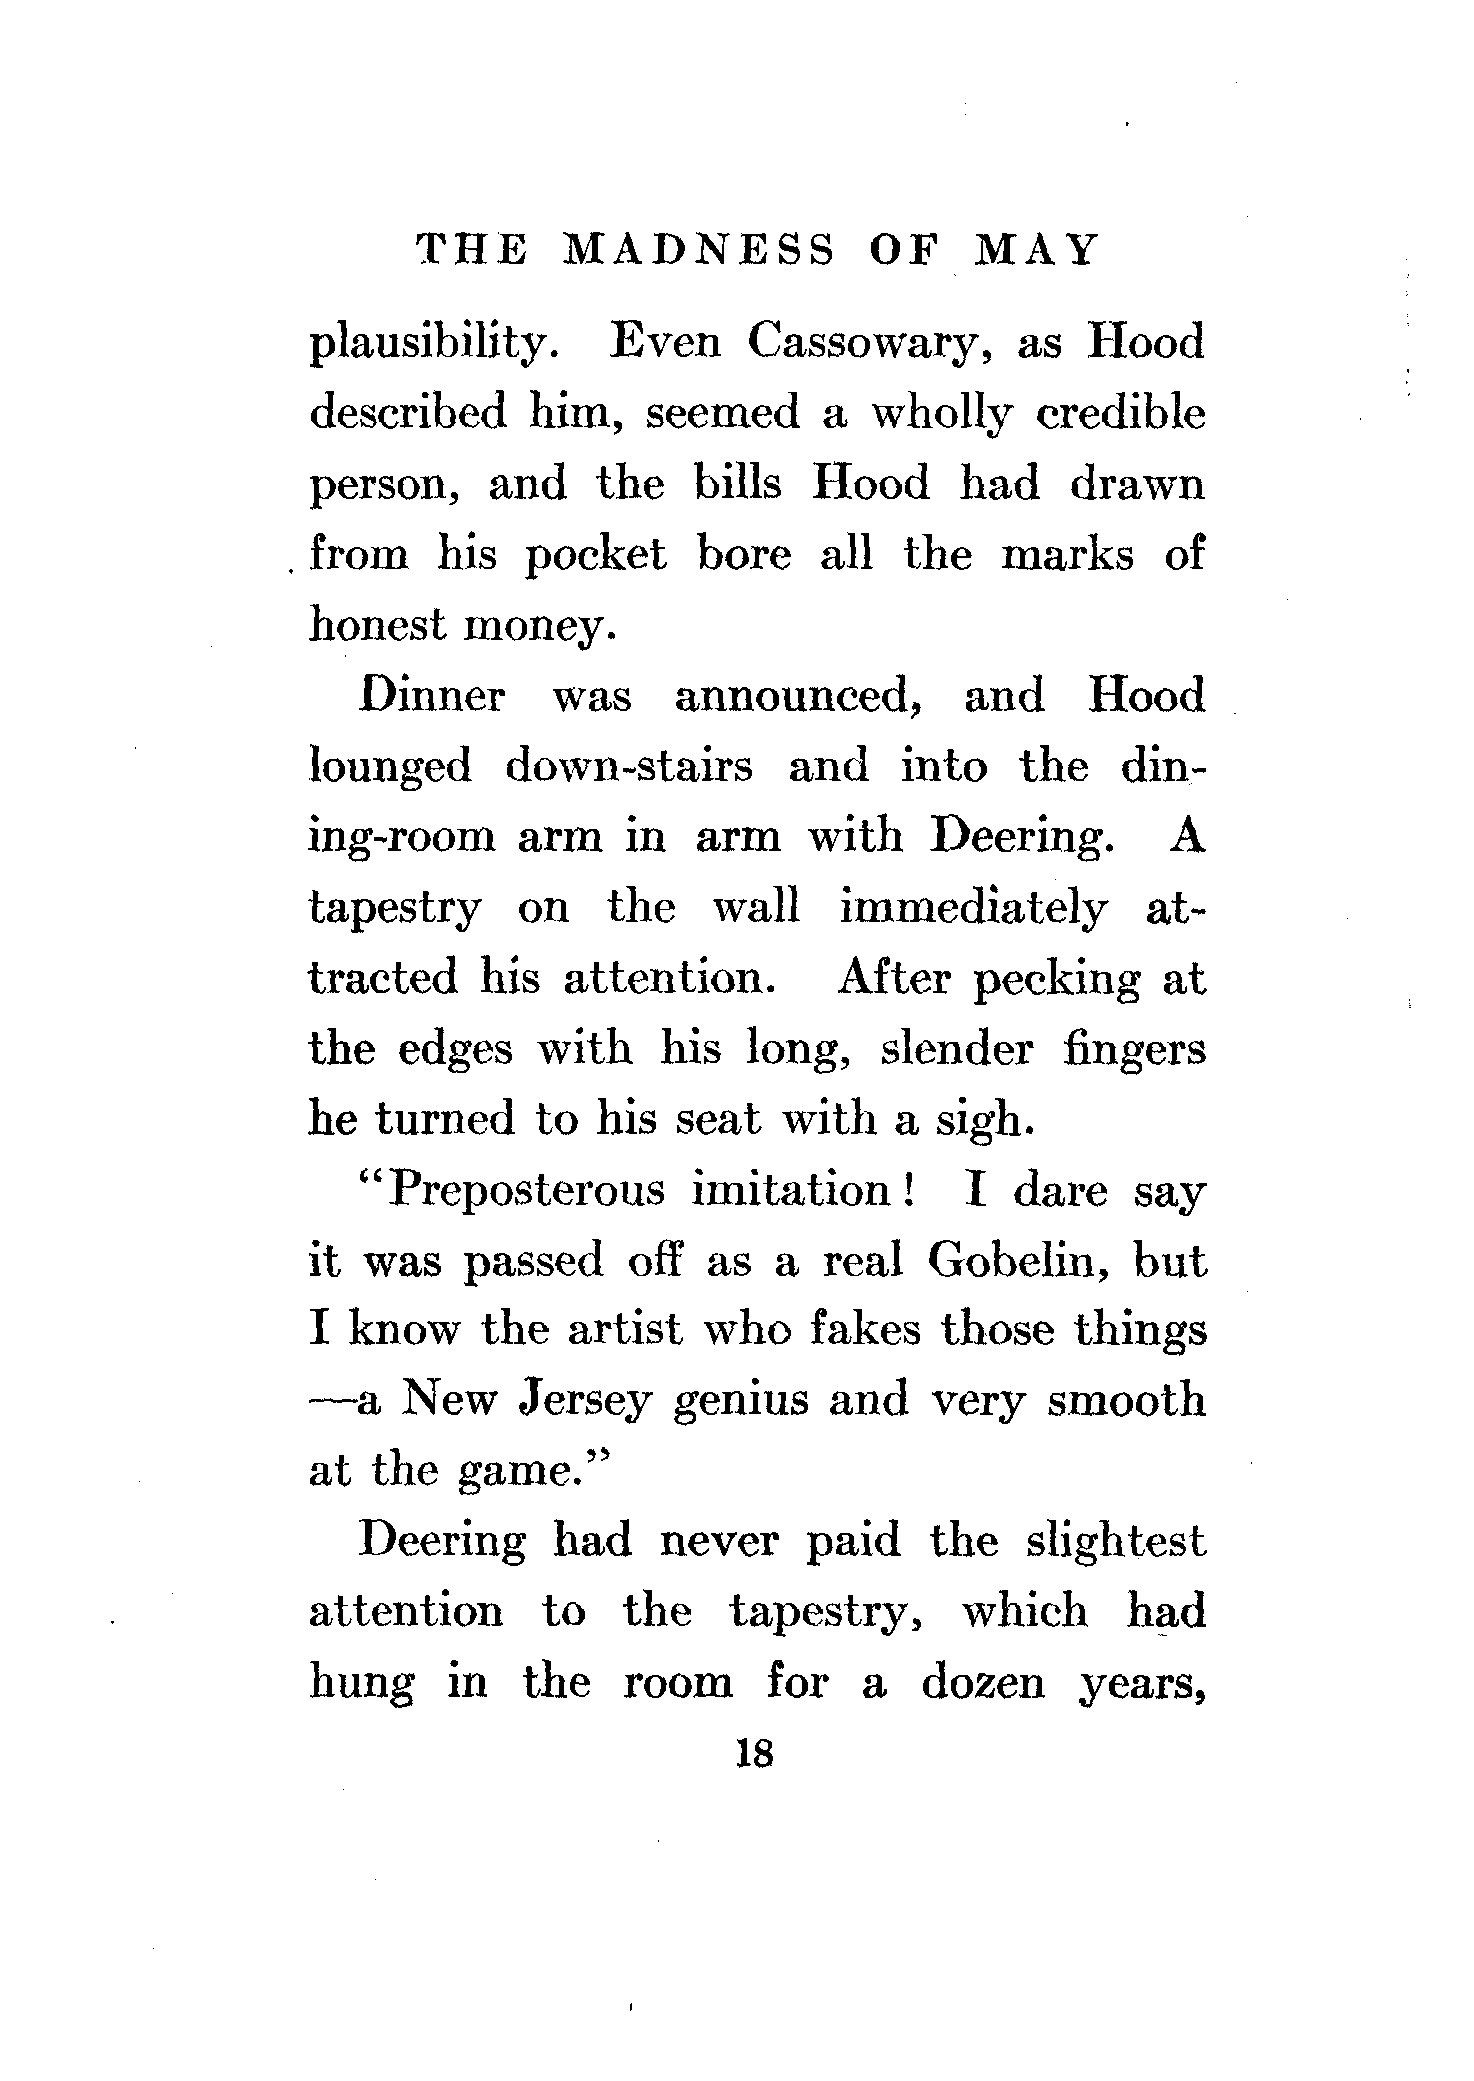 THE MADNESS OF MAY
plausibility. Even Cassowary, as Hood
described him, seemed a wholly credible
person, and the bills Hood had drawn
from his pocket bore all the marks of
honest money.
Dinner was announced, and Hood
lounged down-stairs and into the din-
ing-room arm in arm with Deering. A
tapestry on the wall immediately at-
tracted his attention. After pecking at
the edges with his long, slender fingers
he turned to his seat with a sigh.
“Preposterous imitation! I dare say
it was passed off as a real Gobelin, but
I know the artist who fakes those things
—a New Jersey genius and very smooth
at the game.”
Deering had never paid the slightest
attention to the tapestry, which had
hung in the room for a dozen years,
18